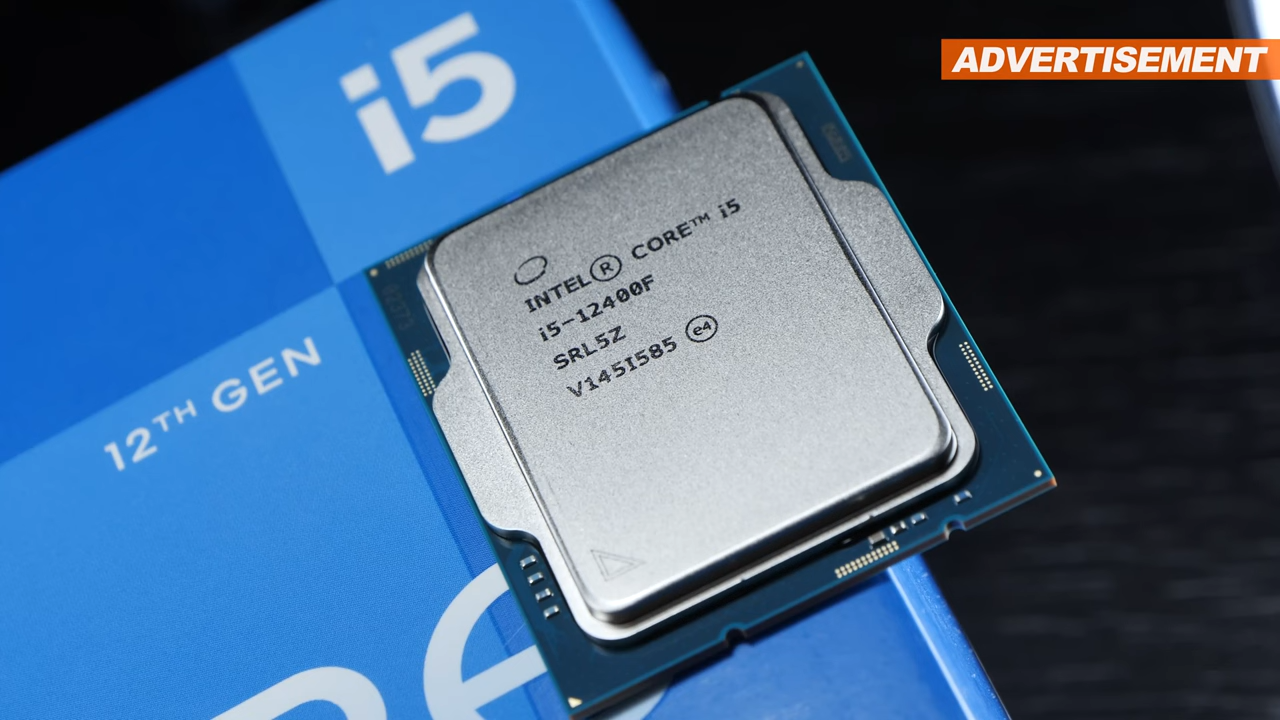 ADVERTISEMENT
i5
INTEL® CORE™ i5
i5-12400F
SRL5Z
V145I585 e4
12TH GEN